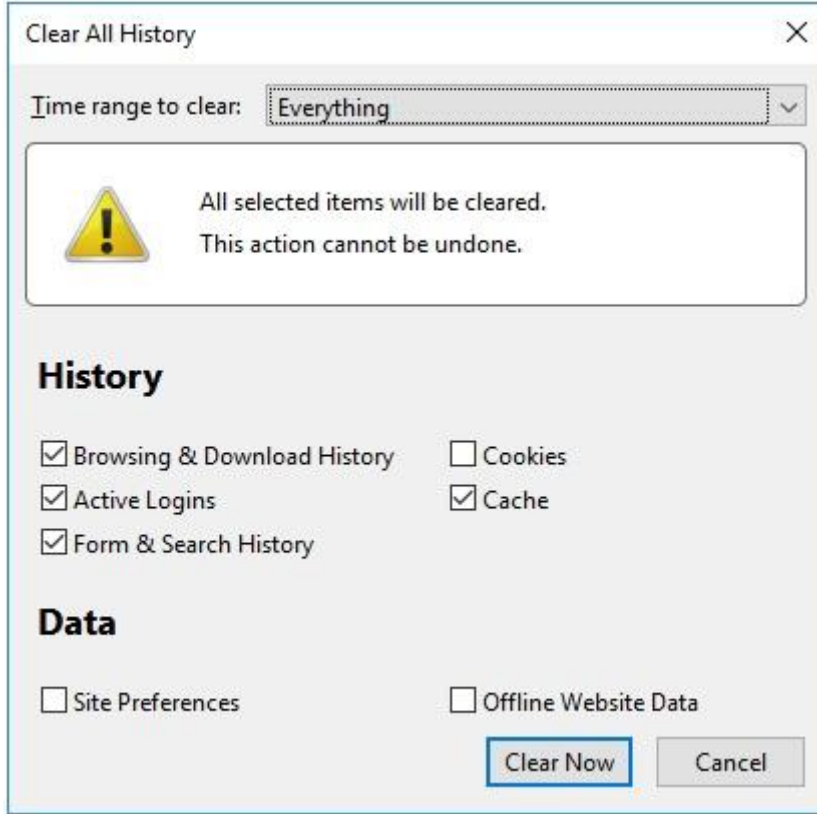 Clear All History
Time range to clear: Everything
All selected items will be cleared.
This action cannot be undone.
History
Browsing & Download History Cookies
Active Logins Cache
Form & Search History
Data
Site Preferences Offline Website Data
Clear Now Cancel